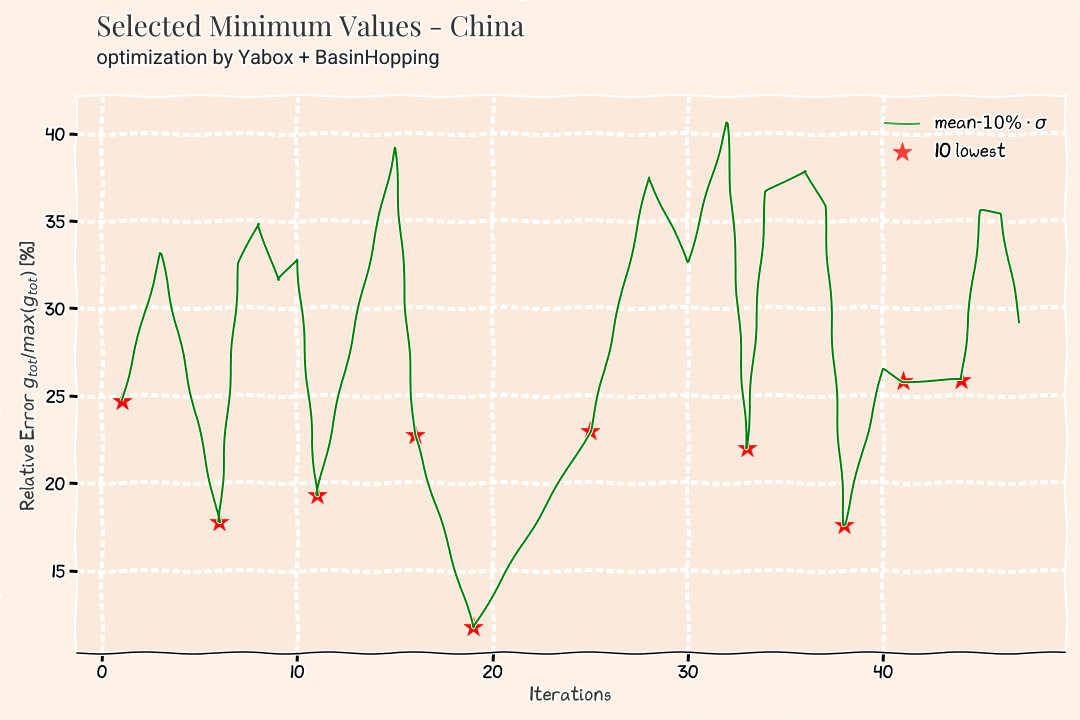 Selected Minimum Values - China
optimization by Yabox + BasinHopping
mean-10% · σ
10 lowest
40
35
30
25
20
15
Relative Error g_tot/max(g_tot) [%]
0 10 20 30 40
Iterations